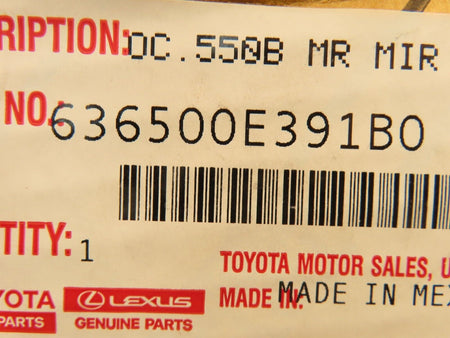 RIPTION: OC.550B MR MIR
NO.: 636500E391B0
TITY: 1
TOYOTA MOTOR SALES, U
MADE IN: MADE IN MEX
OYOTA LEXUS
PARTS GENUINE PARTS